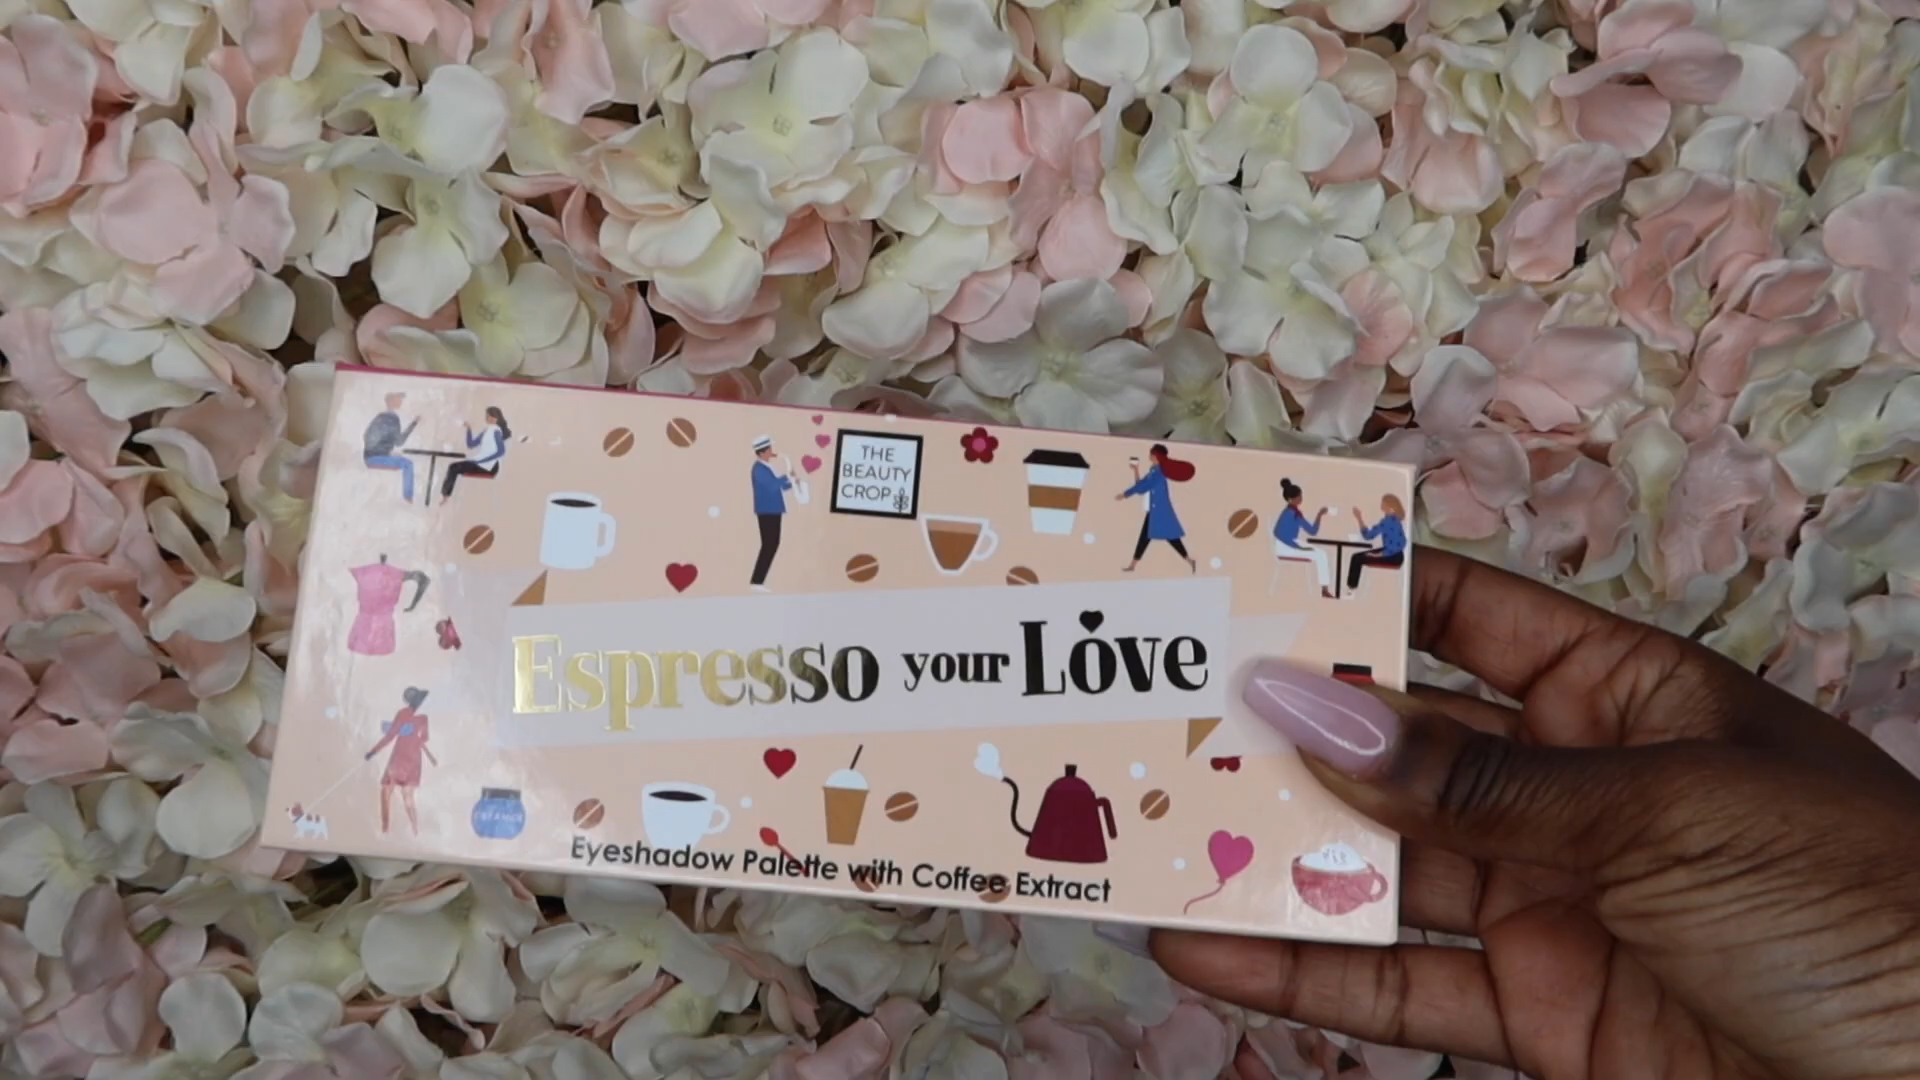 THE
BEAUTY
CROP
Espresso your Love
Eyeshadow Palette with Coffee Extract